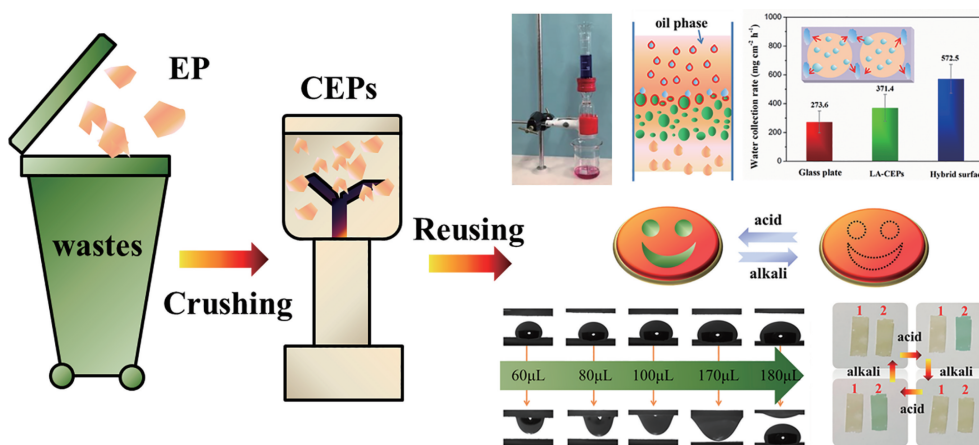 EP
wastes
Crushing
CEPs
Reusing
oil phase
Water collection rate (mg cm⁻² h⁻¹)
1000
800
600
400
200
0
273.6
371.4
572.5
Glass plate
LA-CEPs
Hybrid surface
acid
alkali
60μL
80μL
100μL
170μL
180μL
1 2
1 2
acid
alkali
alkali
acid
1 2
1 2